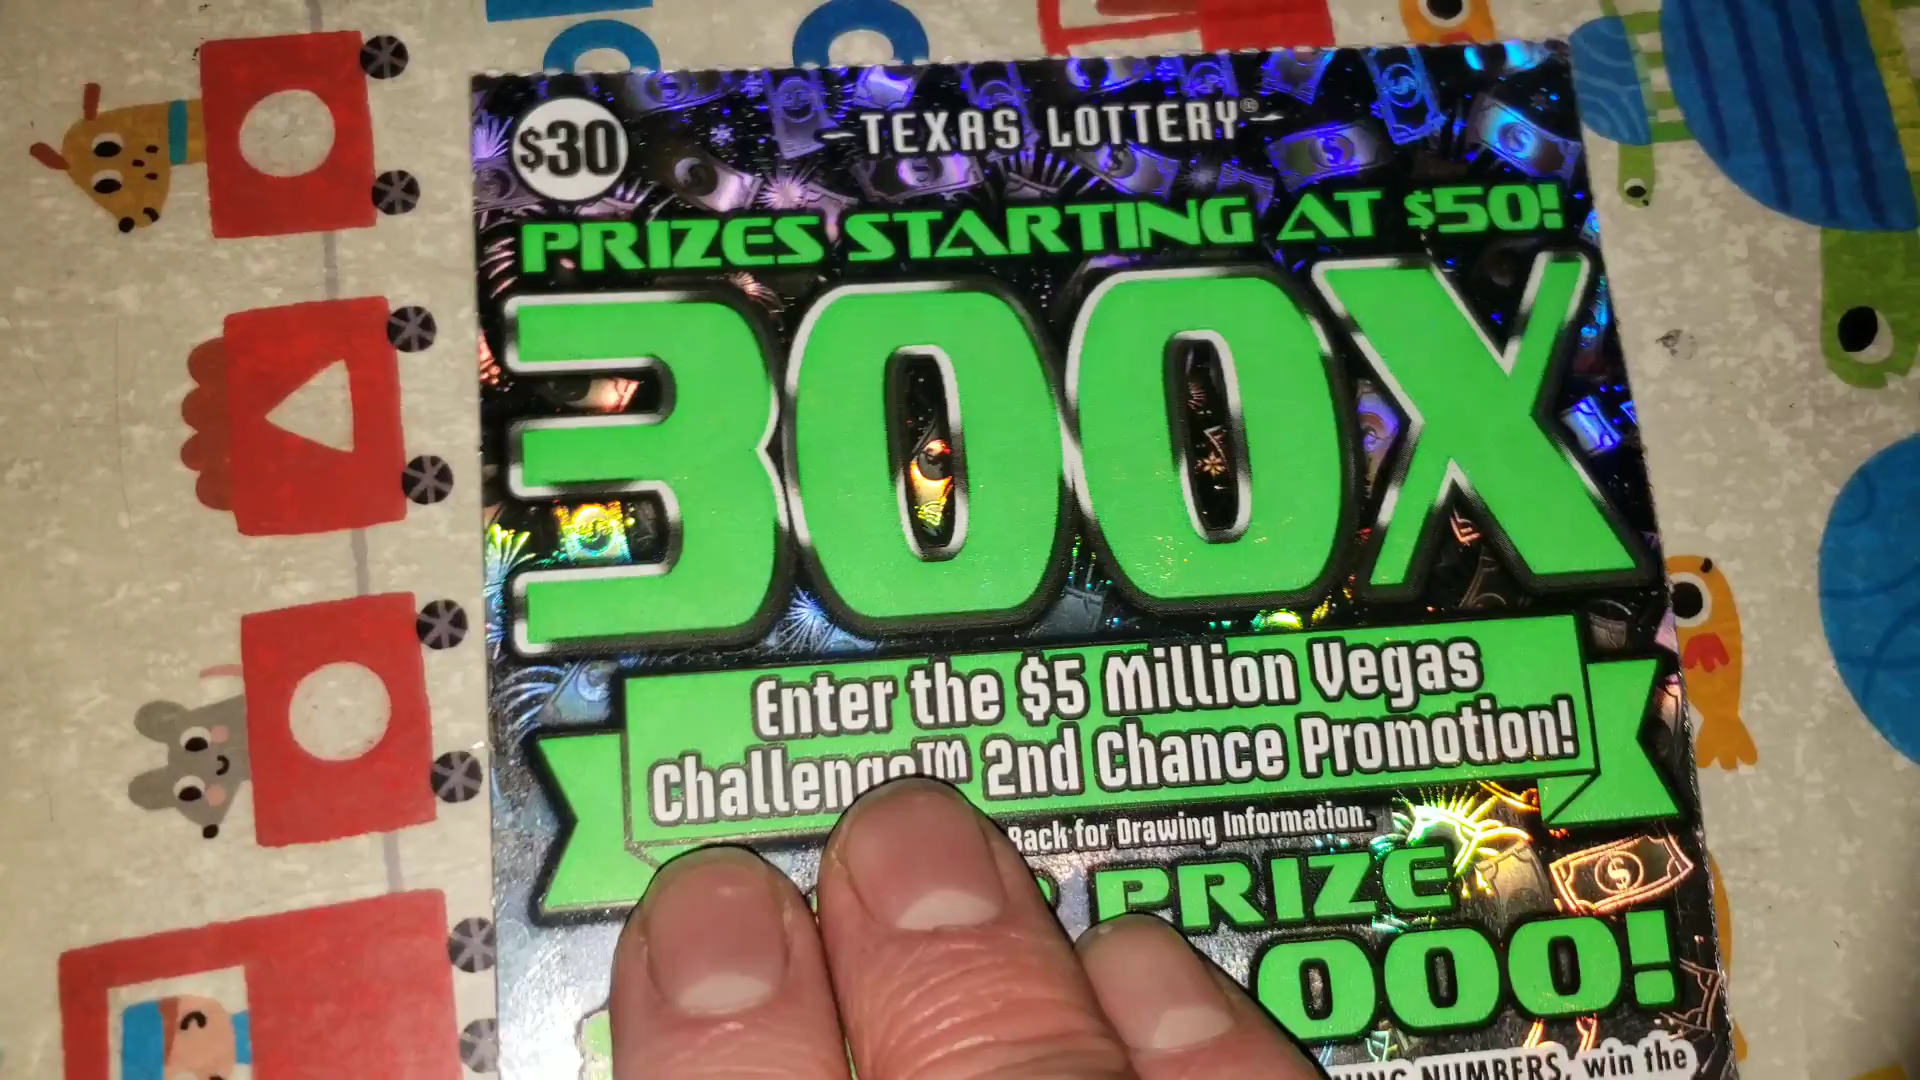 $30
TEXAS LOTTERY®
PRIZES STARTING AT $50!
300X
Enter the $5 Million Vegas
Challenge™ 2nd Chance Promotion!
Back for Drawing Information.
PRIZE
000!
NUMBERS, win the